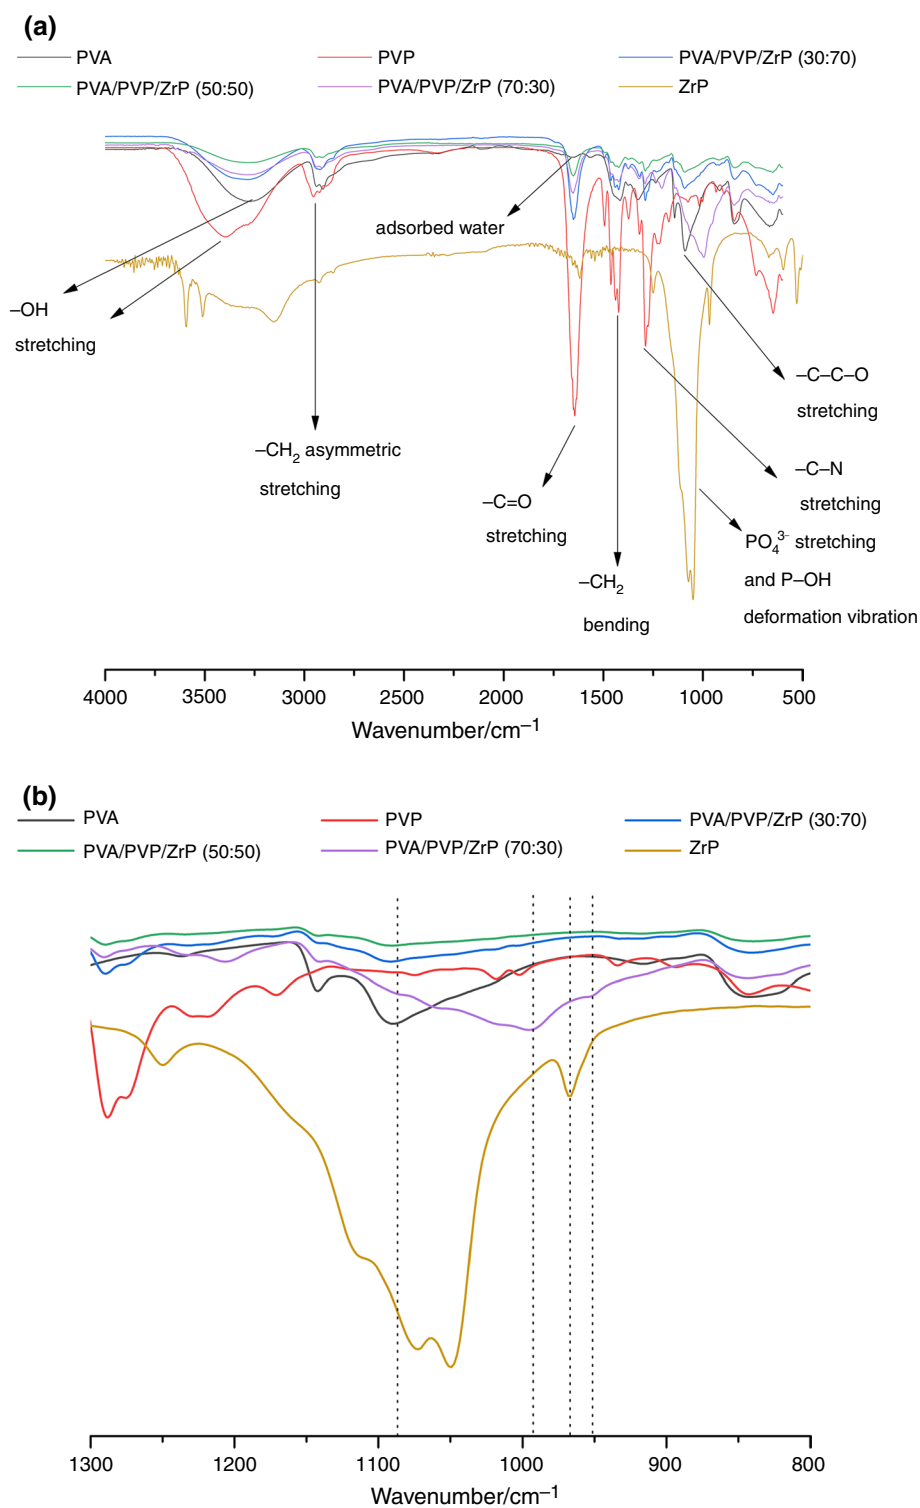 (a)
PVA PVP PVA/PVP/ZrP (30:70)
PVA/PVP/ZrP (50:50) PVA/PVP/ZrP (70:30) ZrP
adsorbed water
–OH
stretching
–C–C–O
stretching
–CH2 asymmetric
stretching
–C=O
stretching
–C–N
stretching
PO4 3- stretching
and P–OH
deformation vibration
–CH2
bending
4000 3500 3000 2500 2000 1500 1000 500
Wavenumber/cm–1
(b)
PVA PVP PVA/PVP/ZrP (30:70)
PVA/PVP/ZrP (50:50) PVA/PVP/ZrP (70:30) ZrP
1300 1200 1100 1000 900 800
Wavenumber/cm–1